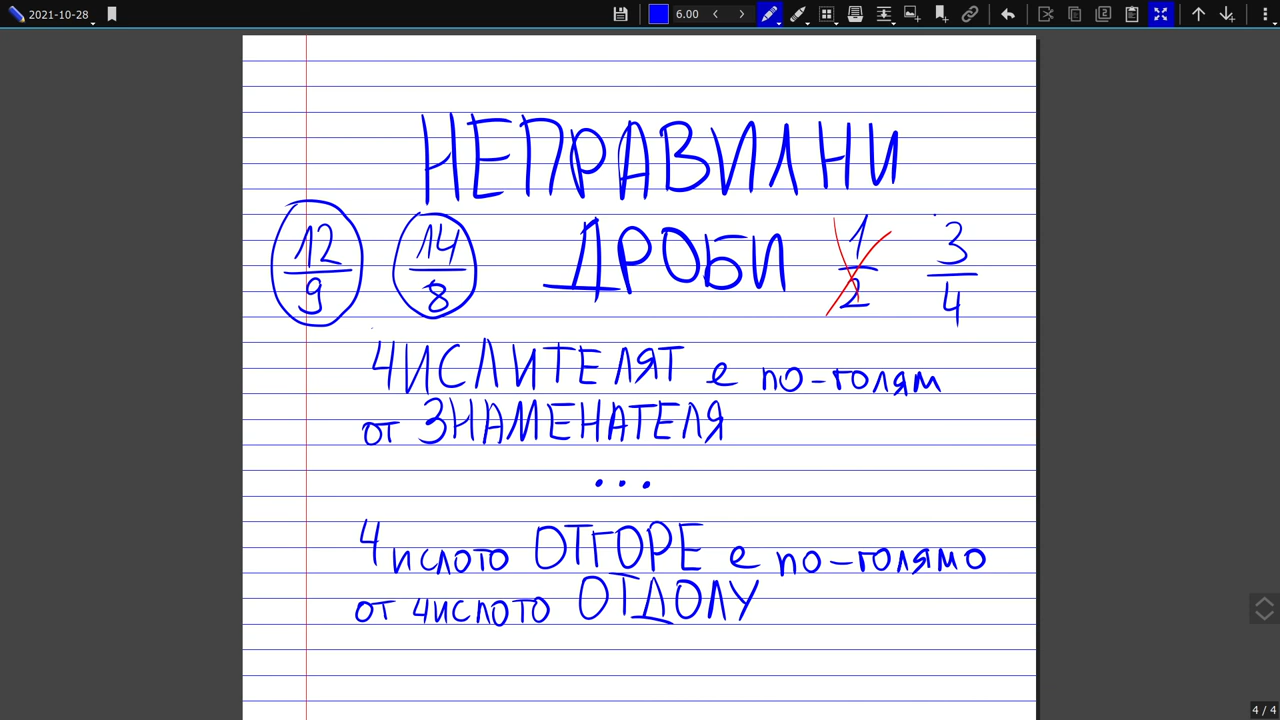 2021-10-28
6.00
НЕПРАВИЛНИ
12/9 14/8 ДРОБИ 1/2 3/4
ЧИСЛИТЕЛЯТ е по-голям
от ЗНАМЕНАТЕЛЯ
...
Числото ОТГОРЕ е по-голямо
от числото ОТДОЛУ
4 / 4